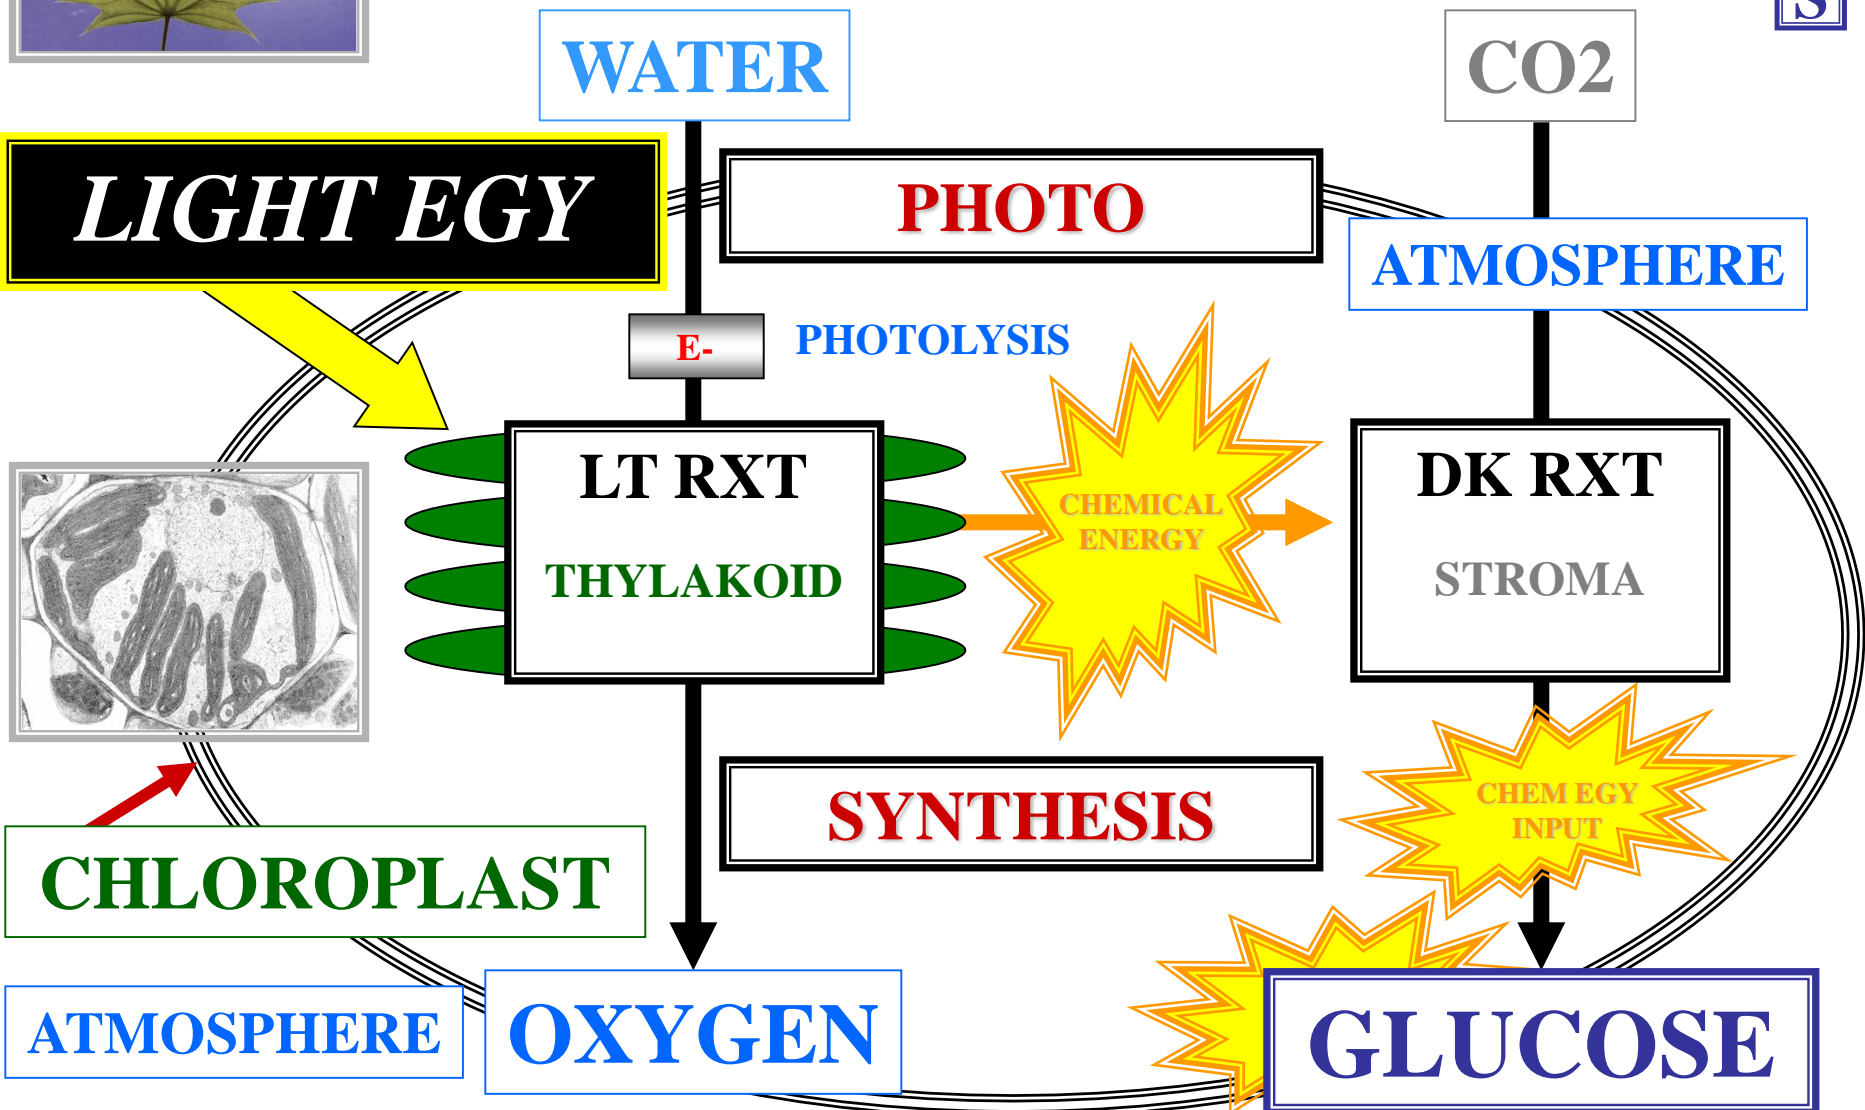 S
WATER
CO2
LIGHT EGY
PHOTO
ATMOSPHERE
E-
PHOTOLYSIS
LT RXT
THYLAKOID
CHEMICAL
ENERGY
DK RXT
STROMA
SYNTHESIS
CHEM EGY
INPUT
CHLOROPLAST
ATMOSPHERE
OXYGEN
GLUCOSE